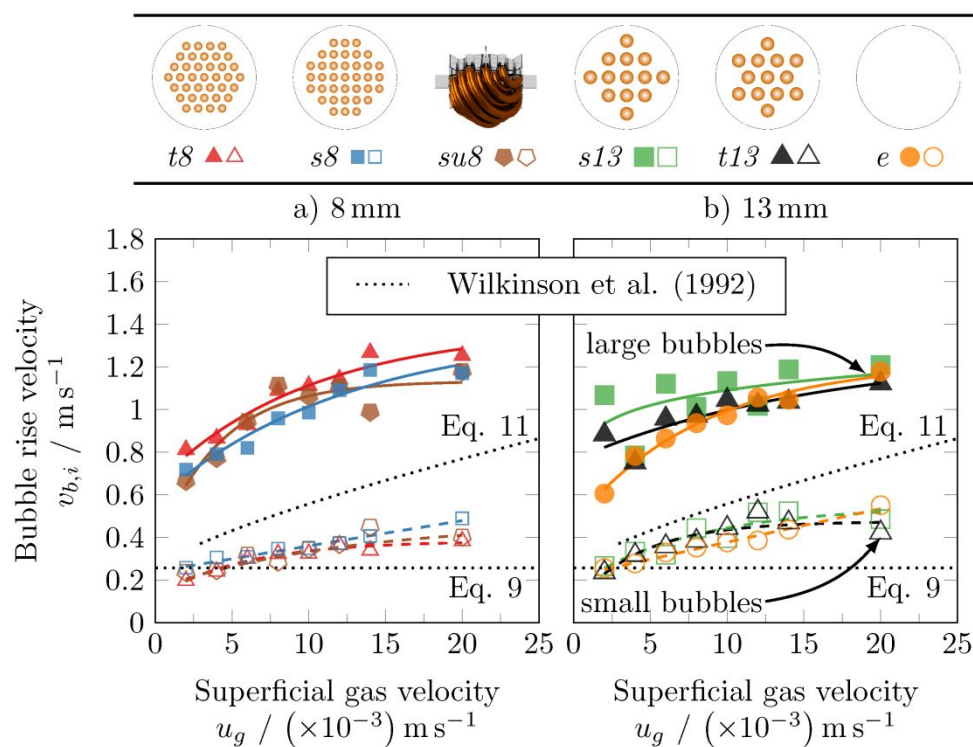 t8 s8 su8 s13 t13 e
a) 8 mm b) 13 mm
1.8
1.6
1.4
1.2
1
0.8
0.6
0.4
0.2
0
Bubble rise velocity
v_{b,i} / m s⁻¹
Wilkinson et al. (1992)
large bubbles
Eq. 11
Eq. 11
Eq. 9
Eq. 9
small bubbles
0 5 10 15 20 25
0 5 10 15 20 25
Superficial gas velocity
u_g / (×10⁻³) m s⁻¹
Superficial gas velocity
u_g / (×10⁻³) m s⁻¹